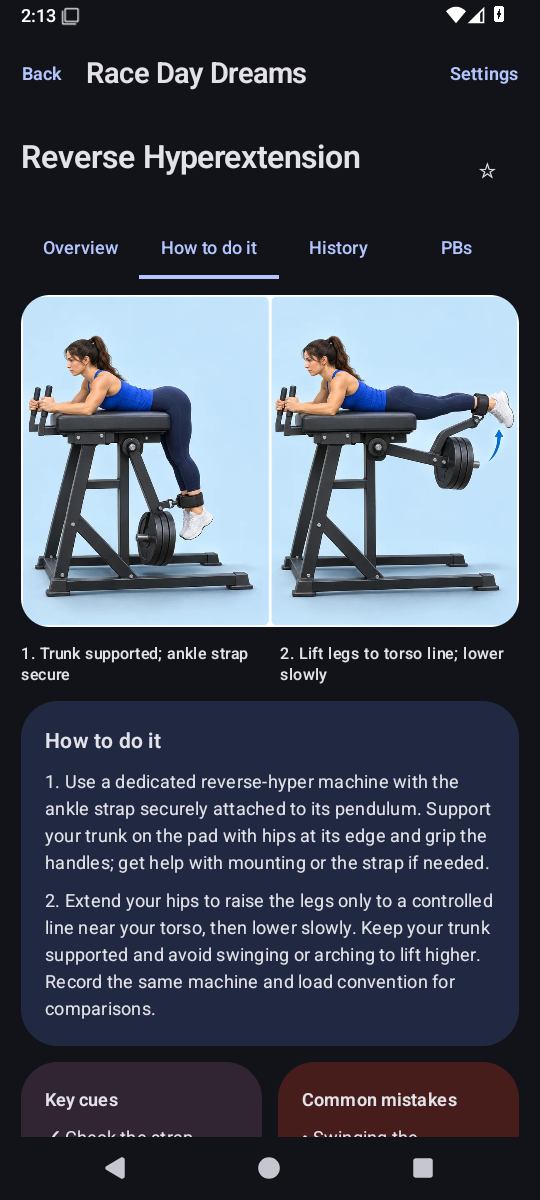 2:13
Back
Race Day Dreams
Settings
Reverse Hyperextension
Overview
How to do it
History
PBs
1. Trunk supported; ankle strap
secure
2. Lift legs to torso line; lower
slowly
How to do it
1. Use a dedicated reverse-hyper machine with the
ankle strap securely attached to its pendulum. Support
your trunk on the pad with hips at its edge and grip the
handles; get help with mounting or the strap if needed.
2. Extend your hips to raise the legs only to a controlled
line near your torso, then lower slowly. Keep your trunk
supported and avoid swinging or arching to lift higher.
Record the same machine and load convention for
comparisons.
Key cues
✓ Check the strap
Common mistakes
• Swinging the